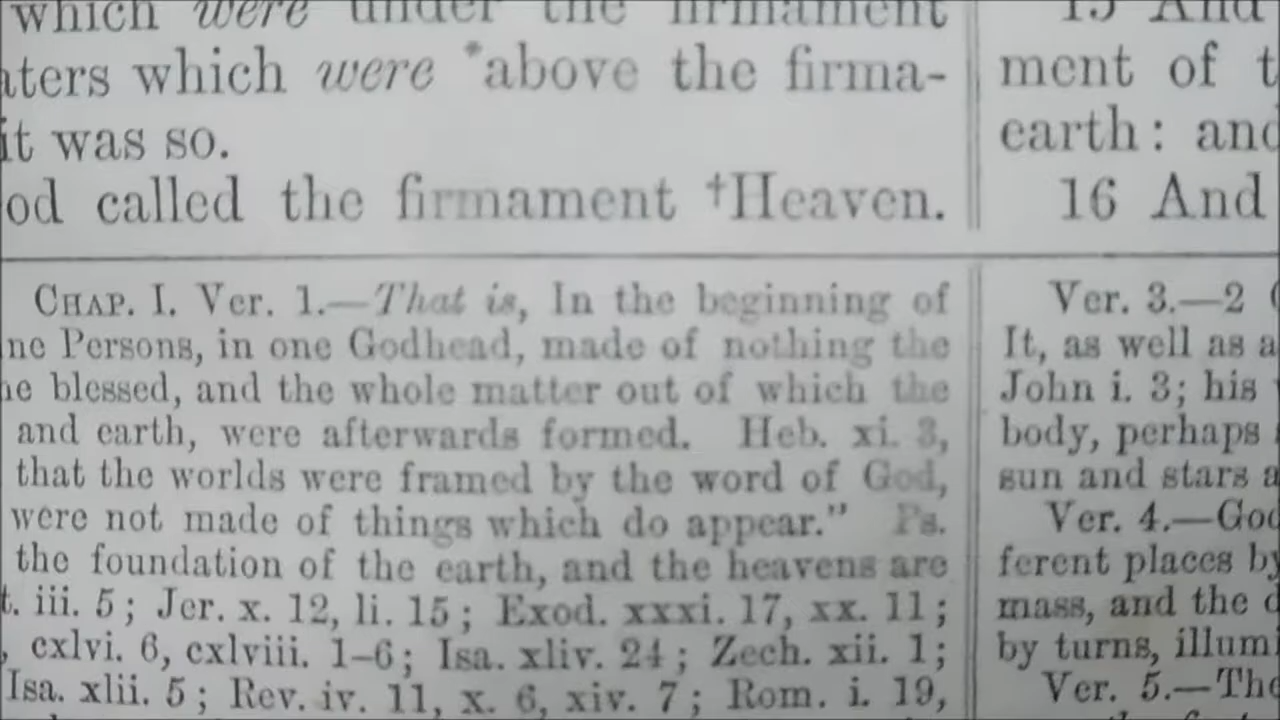 which were under the firmament
aters which were *above the firma-
it was so.
od called the firmament †Heaven.
CHAP. I. Ver. 1.—That is, In the beginning of
ne Persons, in one Godhead, made of nothing the
he blessed, and the whole matter out of which the
and earth, were afterwards formed. Heb. xi. 3,
that the worlds were framed by the word of God,
were not made of things which do appear.” Ps.
the foundation of the earth, and the heavens are
t. iii. 5; Jer. x. 12, li. 15; Exod. xxxi. 17, xx. 11;
, cxlvi. 6, cxlviii. 1–6; Isa. xliv. 24; Zech. xii. 1;
Isa. xlii. 5; Rev. iv. 11, x. 6, xiv. 7; Rom. i. 19,
15 And
ment of t
earth: and
16 And
Ver. 3.—2
It, as well as a
John i. 3; his
body, perhaps
sun and stars a
Ver. 4.—God
ferent places by
mass, and the d
by turns, illumi
Ver. 5.—The